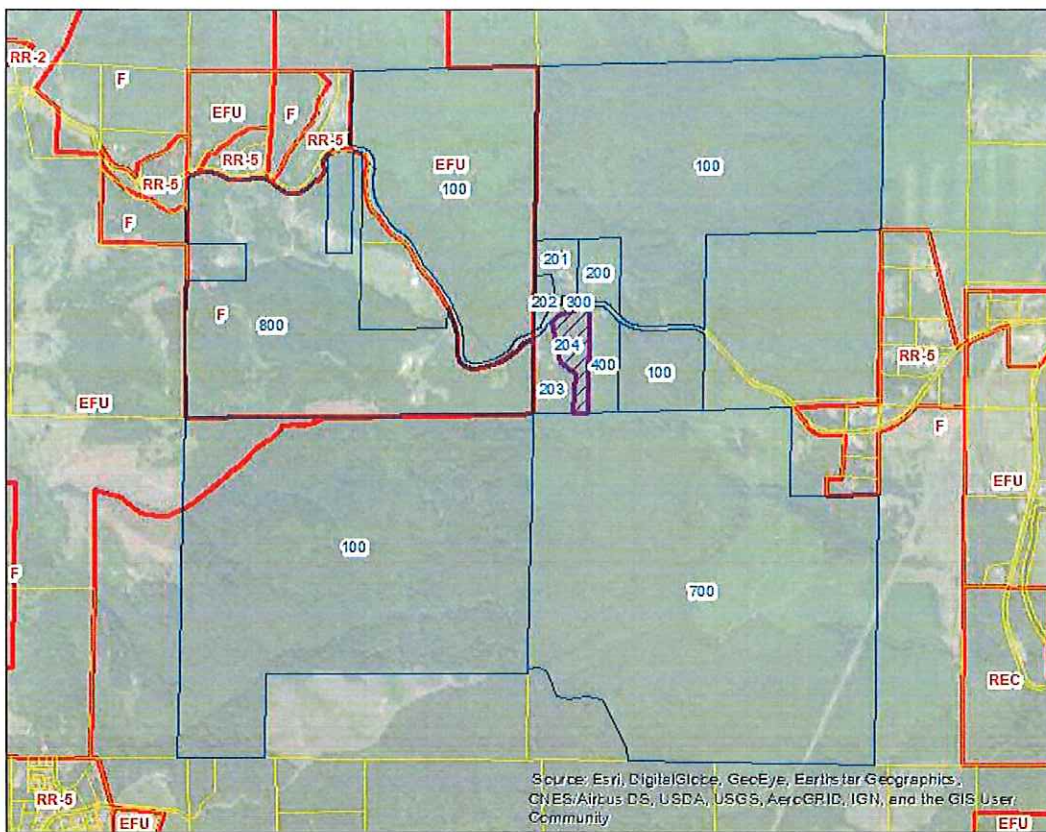 RR-2
F
EFU
F
RR-5
EFU
100
100
RR-5
RR-5
F
201
200
202
300
F
800
204
RR-5
400
100
203
EFU
F
EFU
100
F
700
REC
RR-5
EFU
EFU
Source: Esri, DigitalGlobe, GeoEye, Earthstar Geographics,
CNES/Airbus DS, USDA, USGS, AeroGRID, IGN, and the GIS User
Community